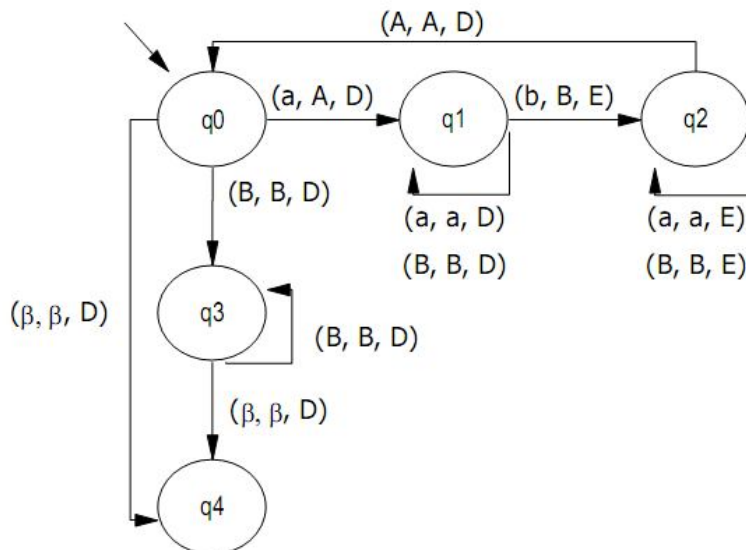 (A, A, D)
q0
(a, A, D)
q1
(b, B, E)
q2
(B, B, D)
(a, a, D)
(B, B, D)
(a, a, E)
(B, B, E)
(β, β, D)
q3
(B, B, D)
(β, β, D)
q4